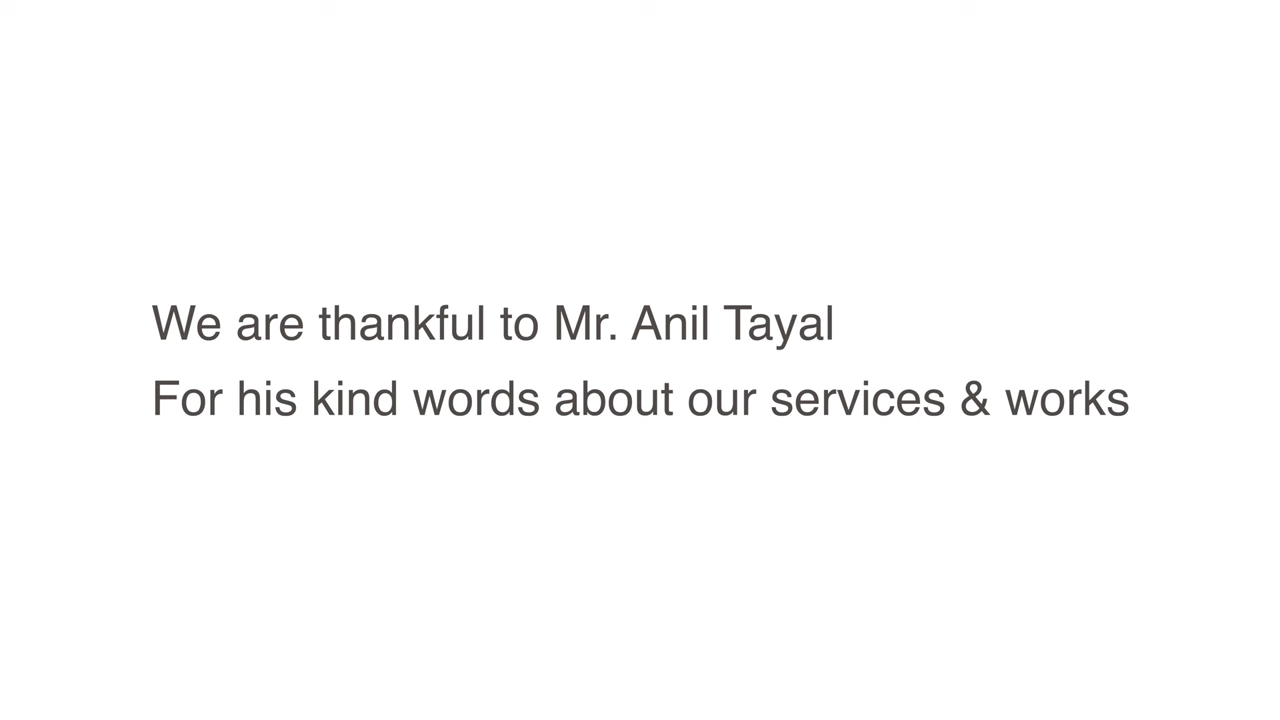 We are thankful to Mr. Anil Tayal
For his kind words about our services & works